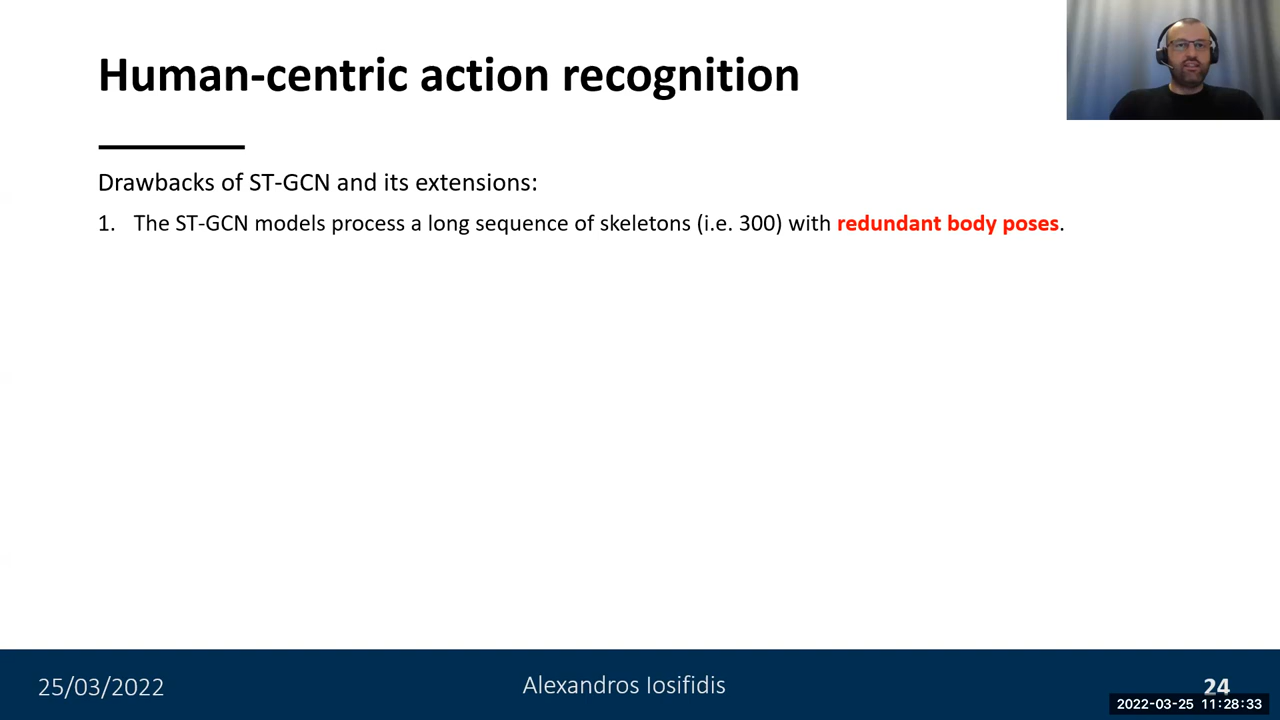 Human-centric action recognition
Drawbacks of ST-GCN and its extensions:
1. The ST-GCN models process a long sequence of skeletons (i.e. 300) with redundant body poses.
25/03/2022
Alexandros Iosifidis
24
2022-03-25 11:28:33